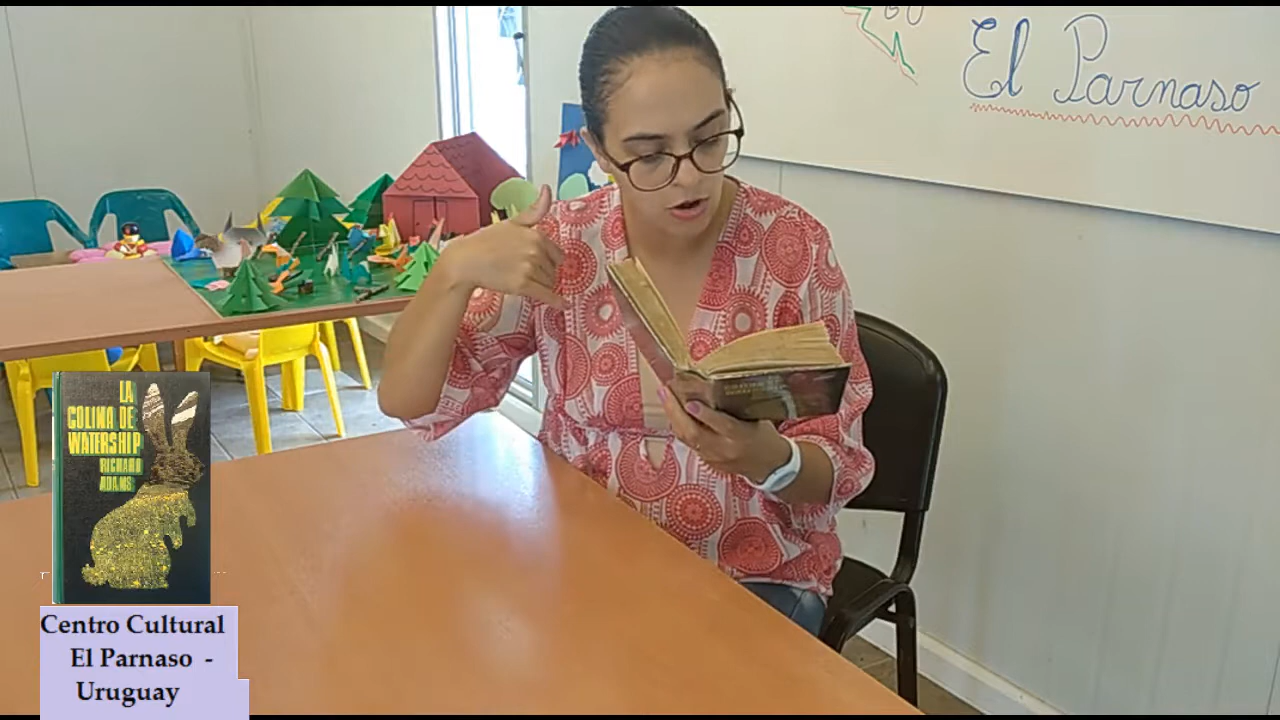 El Parnaso
LA
COLINA DE
WATERSHIP
RICHARD
ADAMS
Centro Cultural
El Parnaso -
Uruguay